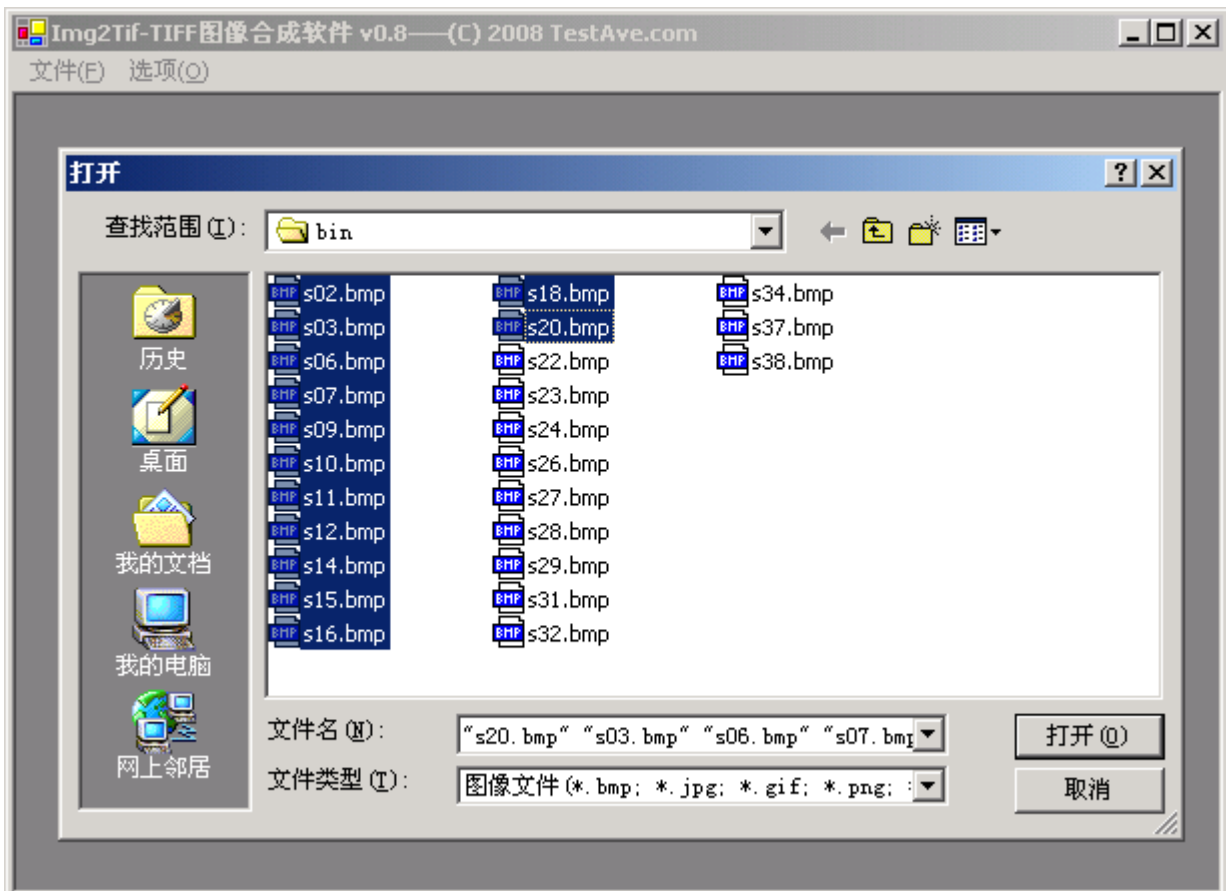 Img2Tif-TIFF图像合成软件 v0.8——(C) 2008 TestAve.com
文件(F) 选项(O)
打开
查找范围(I): bin
历史
桌面
我的文档
我的电脑
网上邻居
s02.bmp s18.bmp s34.bmp
s03.bmp s20.bmp s37.bmp
s06.bmp s22.bmp s38.bmp
s07.bmp s23.bmp
s09.bmp s24.bmp
s10.bmp s26.bmp
s11.bmp s27.bmp
s12.bmp s28.bmp
s14.bmp s29.bmp
s15.bmp s31.bmp
s16.bmp s32.bmp
文件名(N): "s20.bmp" "s03.bmp" "s06.bmp" "s07.bmp 打开(O)
文件类型(T): 图像文件(*.bmp; *.jpg; *.gif; *.png; 取消